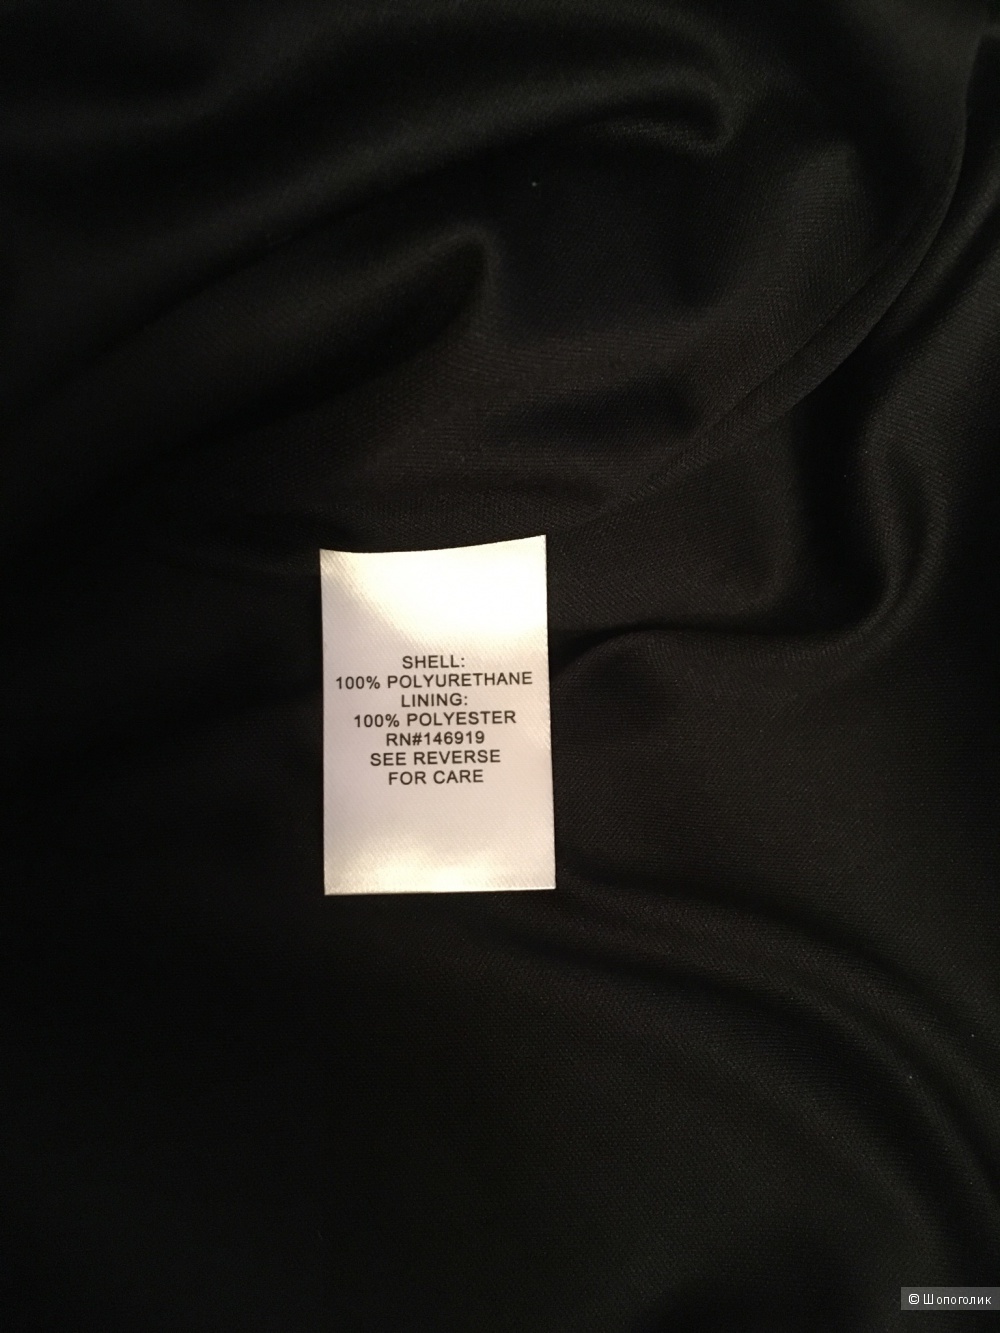 SHELL:
100% POLYURETHANE
LINING:
100% POLYESTER
RN#146919
SEE REVERSE
FOR CARE
© Шопоголик